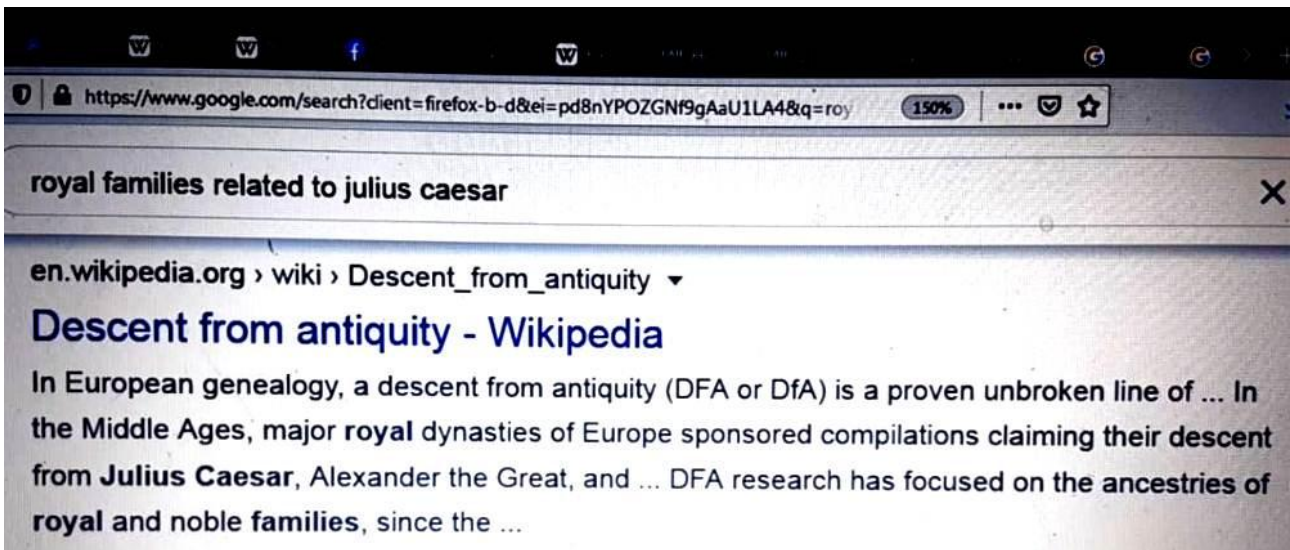 https://www.google.com/search?client=firefox-b-d&ei=pd8nYPOZGNf9gAaU1LA4&q=roy 150%
royal families related to julius caesar
en.wikipedia.org › wiki › Descent_from_antiquity
Descent from antiquity - Wikipedia
In European genealogy, a descent from antiquity (DFA or DfA) is a proven unbroken line of ... In
the Middle Ages, major royal dynasties of Europe sponsored compilations claiming their descent
from Julius Caesar, Alexander the Great, and ... DFA research has focused on the ancestries of
royal and noble families, since the ...